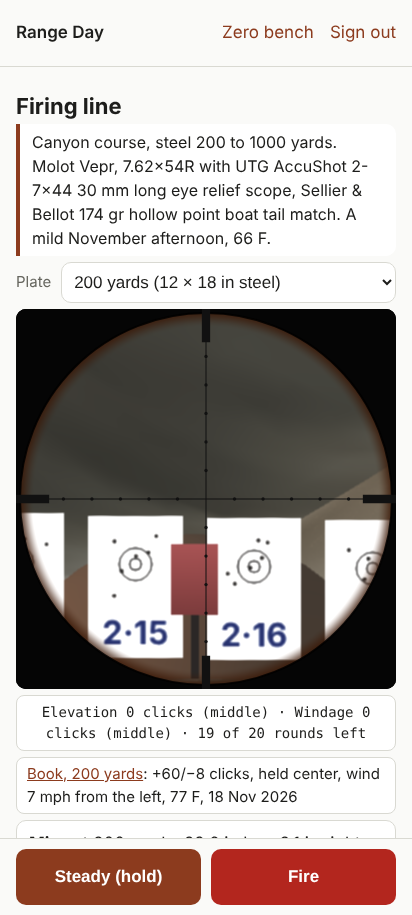 Range Day
Zero bench
Sign out
Firing line
Canyon course, steel 200 to 1000 yards.
Molot Vepr, 7.62×54R with UTG AccuShot 2-
7×44 30 mm long eye relief scope, Sellier &
Bellot 174 gr hollow point boat tail match. A
mild November afternoon, 66 F.
Plate
200 yards (12 × 18 in steel)
2·15
2·16
Elevation 0 clicks (middle) · Windage 0
clicks (middle) · 19 of 20 rounds left
Book, 200 yards: +60/−8 clicks, held center, wind
7 mph from the left, 77 F, 18 Nov 2026
Steady (hold)
Fire